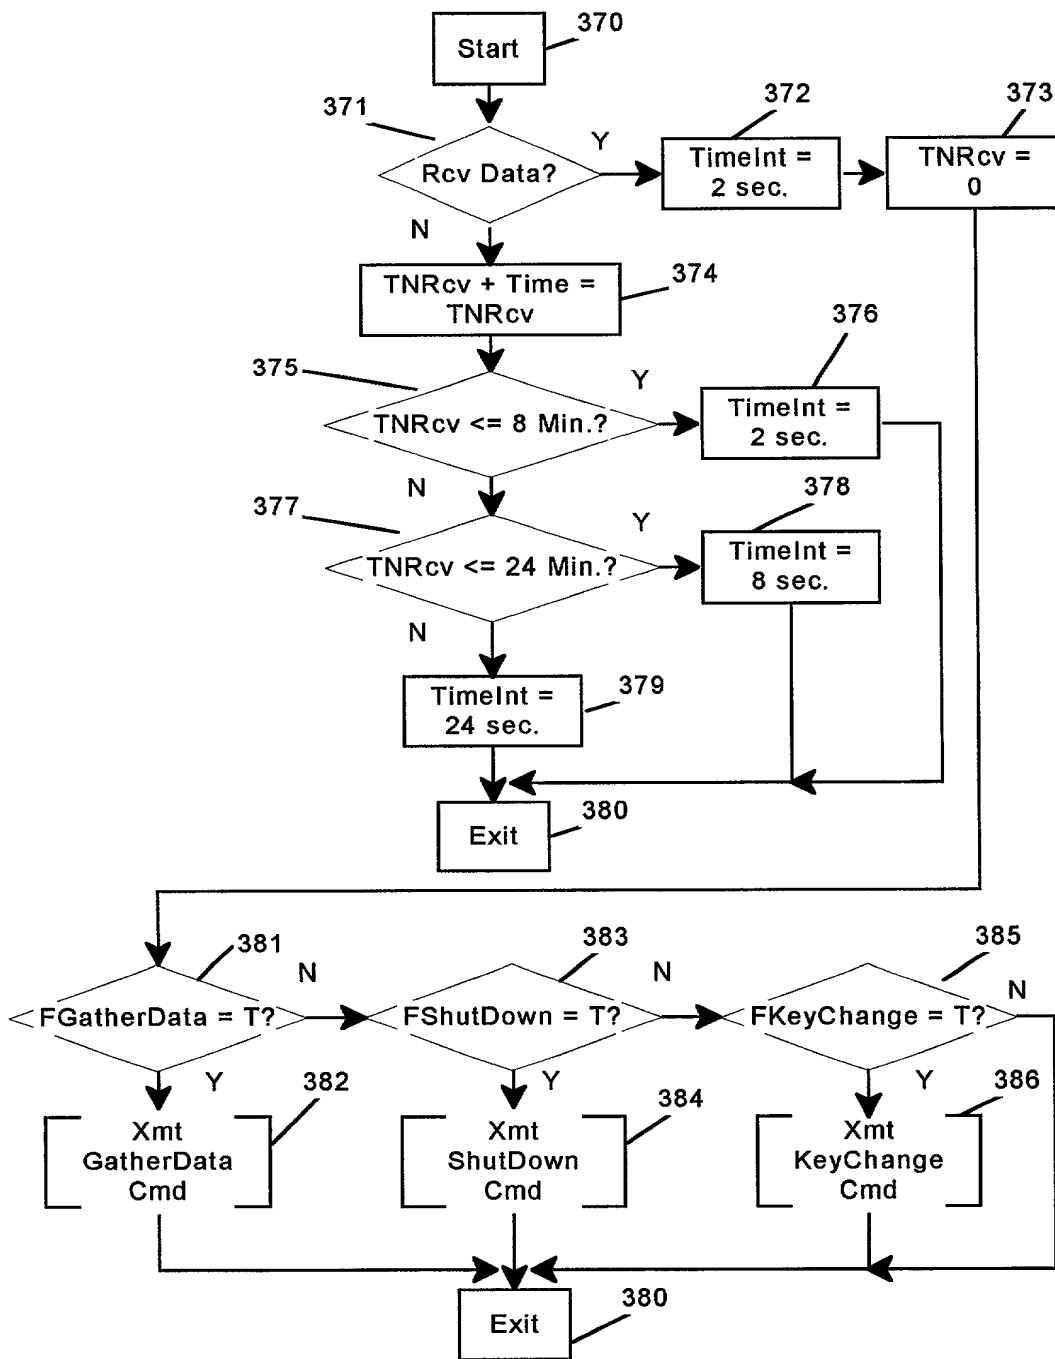 370
Start
371
372
373
Y
Rcv Data?
TimeInt =
2 sec.
TNRcv =
0
N
TNRcv + Time =
TNRcv
374
376
375
Y
TNRcv <= 8 Min.?
TimeInt =
2 sec.
N
378
377
Y
TNRcv <= 24 Min.?
TimeInt =
8 sec.
N
379
TimeInt =
24 sec.
380
Exit
381
N
383
N
385
N
FGatherData = T?
FShutDown = T?
FKeyChange = T?
Y
382
Y
384
Y
386
Xmt
GatherData
Cmd
Xmt
ShutDown
Cmd
Xmt
KeyChange
Cmd
380
Exit